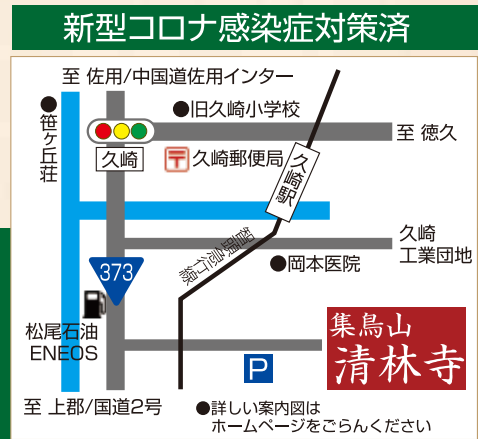 新型コロナ感染症対策済
至 佐用/中国道佐用インター
●笹ヶ丘荘
●旧久崎小学校
至 徳久
久崎
〒久崎郵便局
久崎駅
智頭急行線
久崎
工業団地
373
●岡本医院
松尾石油
ENEOS
集鳥山
清林寺
P
至 上郡/国道2号
●詳しい案内図は
ホームページをごらんください